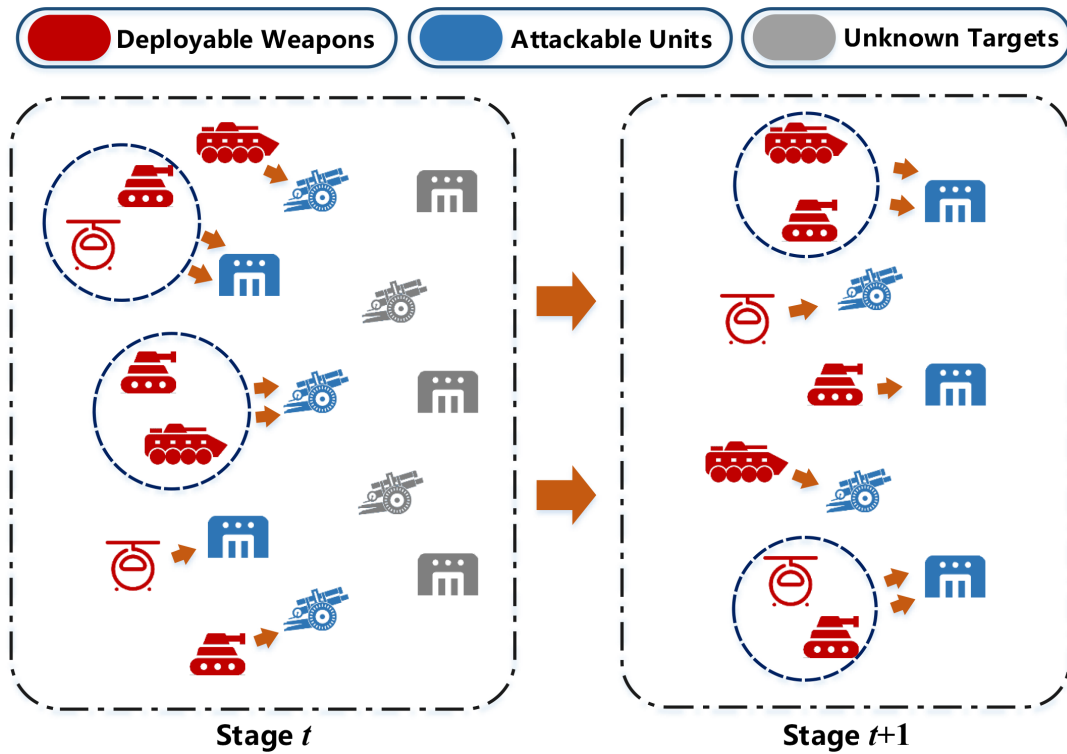 Deployable Weapons
Attackable Units
Unknown Targets
Stage t
Stage t+1